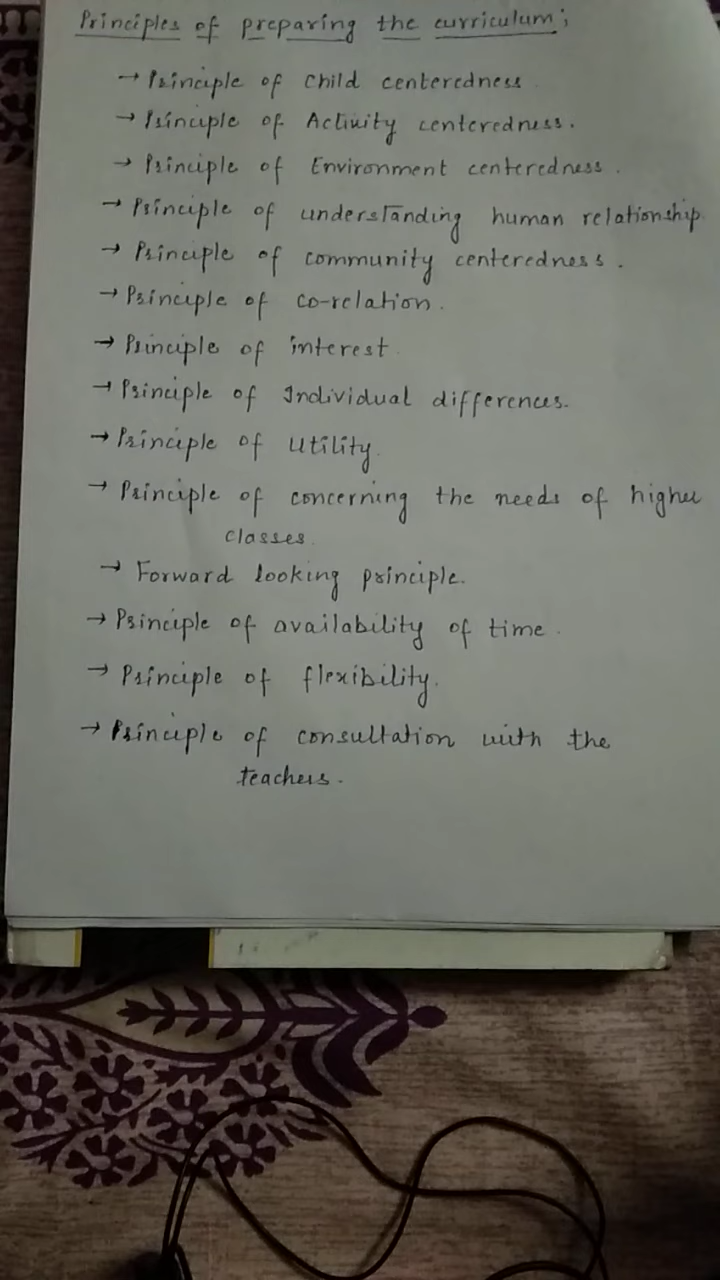 Principles of preparing the curriculum;
→ Principle of child centeredness.
→ Principle of Activity centeredness.
→ Principle of Environment centeredness.
→ Principle of understanding human relationship
→ Principle of community centeredness.
→ Principle of co-relation.
→ Principle of interest.
→ Principle of Individual differences.
→ Principle of Utility.
→ Principle of concerning the needs of higher
classes.
→ Forward looking principle.
→ Principle of availability of time.
→ Principle of flexibility.
→ Principle of consultation with the
teachers.